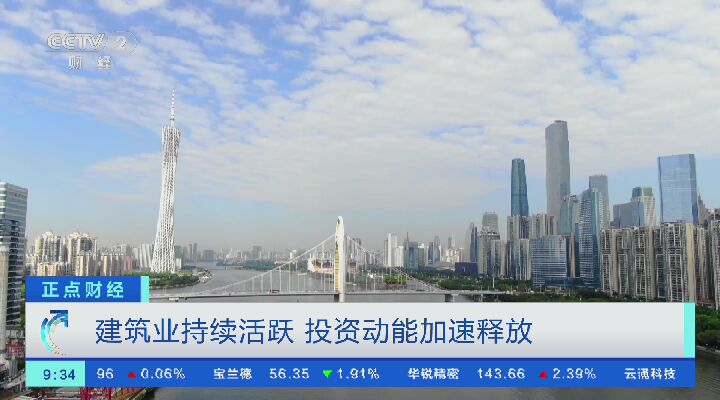 CCTV 2
财经
正点财经
建筑业持续活跃 投资动能加速释放
9:34 96 ▲ 0.06% 宝兰德 56.35 ▼ 1.91% 华锐精密 143.66 ▲ 2.39% 云涌科技